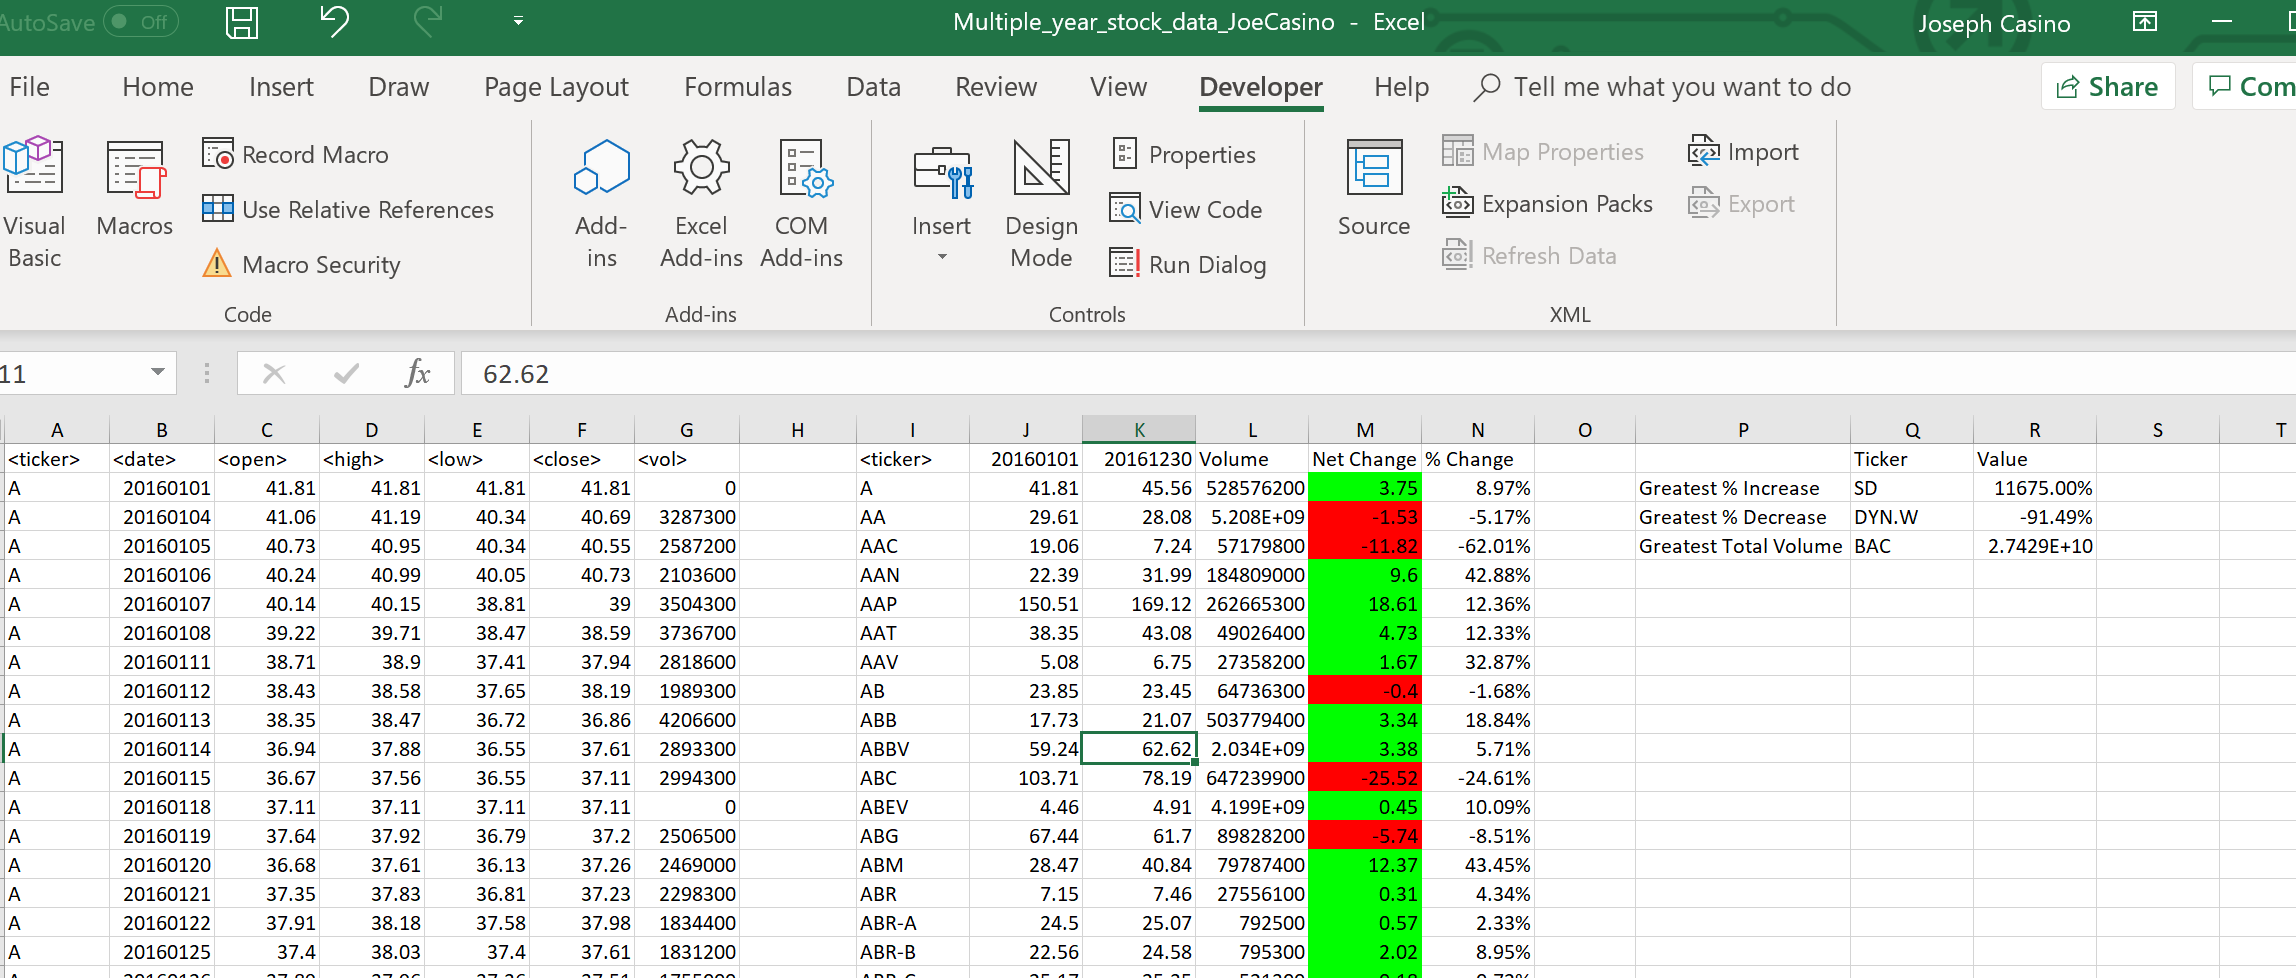 AutoSave Off Multiple_year_stock_data_JoeCasino - Excel Joseph Casino
File Home Insert Draw Page Layout Formulas Data Review View Developer Help Tell me what you want to do Share Com
Visual Basic
Macros
Record Macro
Use Relative References
Macro Security
Code
Add-ins
Excel Add-ins
COM Add-ins
Add-ins
Insert
Design Mode
Properties
View Code
Run Dialog
Controls
Source
Map Properties
Expansion Packs
Refresh Data
Import
Export
XML
11 fx 62.62
A B C D E F G H I J K L M N O P Q R S T
<ticker> <date> <open> <high> <low> <close> <vol> <ticker> 20160101 20161230 Volume Net Change % Change Ticker Value
A 20160101 41.81 41.81 41.81 41.81 0 A 41.81 45.56 528576200 3.75 8.97% Greatest % Increase SD 11675.00%
A 20160104 41.06 41.19 40.34 40.69 3287300 AA 29.61 28.08 5.208E+09 -1.53 -5.17% Greatest % Decrease DYN.W -91.49%
A 20160105 40.73 40.95 40.34 40.55 2587200 AAC 19.06 7.24 57179800 -11.82 -62.01% Greatest Total Volume BAC 2.7429E+10
A 20160106 40.24 40.99 40.05 40.73 2103600 AAN 22.39 31.99 184809000 9.6 42.88%
A 20160107 40.14 40.15 38.81 39 3504300 AAP 150.51 169.12 262665300 18.61 12.36%
A 20160108 39.22 39.71 38.47 38.59 3736700 AAT 38.35 43.08 49026400 4.73 12.33%
A 20160111 38.71 38.9 37.41 37.94 2818600 AAV 5.08 6.75 27358200 1.67 32.87%
A 20160112 38.43 38.58 37.65 38.19 1989300 AB 23.85 23.45 64736300 -0.4 -1.68%
A 20160113 38.35 38.47 36.72 36.86 4206600 ABB 17.73 21.07 503779400 3.34 18.84%
A 20160114 36.94 37.88 36.55 37.61 2893300 ABBV 59.24 62.62 2.034E+09 3.38 5.71%
A 20160115 36.67 37.56 36.55 37.11 2994300 ABC 103.71 78.19 647239900 -25.52 -24.61%
A 20160118 37.11 37.11 37.11 37.11 0 ABEV 4.46 4.91 4.199E+09 0.45 10.09%
A 20160119 37.64 37.92 36.79 37.2 2506500 ABG 67.44 61.7 89828200 -5.74 -8.51%
A 20160120 36.68 37.61 36.13 37.26 2469000 ABM 28.47 40.84 79787400 12.37 43.45%
A 20160121 37.35 37.83 36.81 37.23 2298300 ABR 7.15 7.46 27556100 0.31 4.34%
A 20160122 37.91 38.18 37.58 37.98 1834400 ABR-A 24.5 25.07 792500 0.57 2.33%
A 20160125 37.4 38.03 37.4 37.61 1831200 ABR-B 22.56 24.58 795300 2.02 8.95%